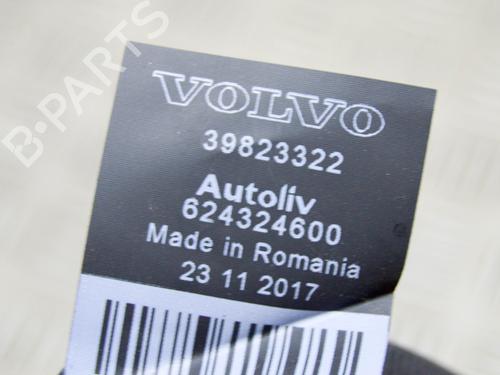 B-PARTS
VOLVO
39823322
Autoliv
624324600
Made in Romania
23 11 2017